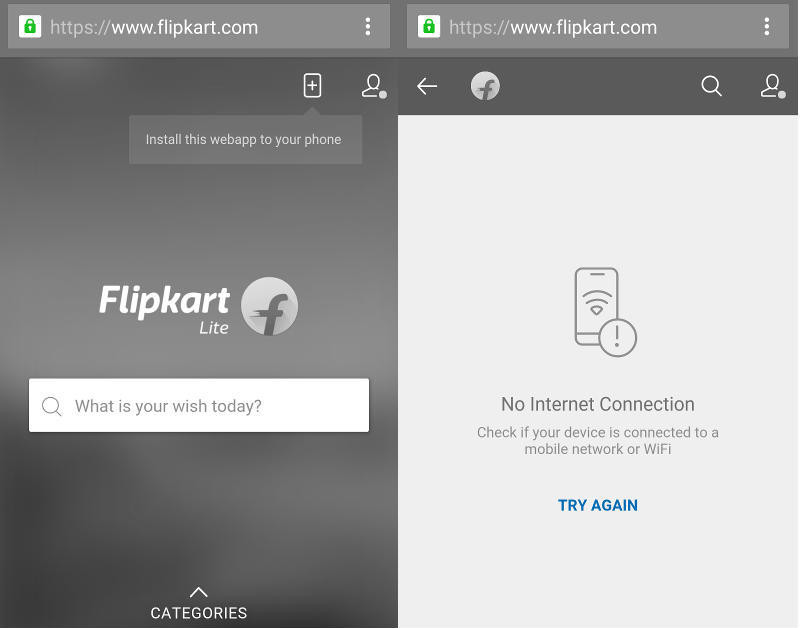 https://www.flipkart.com
Install this webapp to your phone
Flipkart
Lite
What is your wish today?
CATEGORIES
https://www.flipkart.com
No Internet Connection
Check if your device is connected to a
mobile network or WiFi
TRY AGAIN